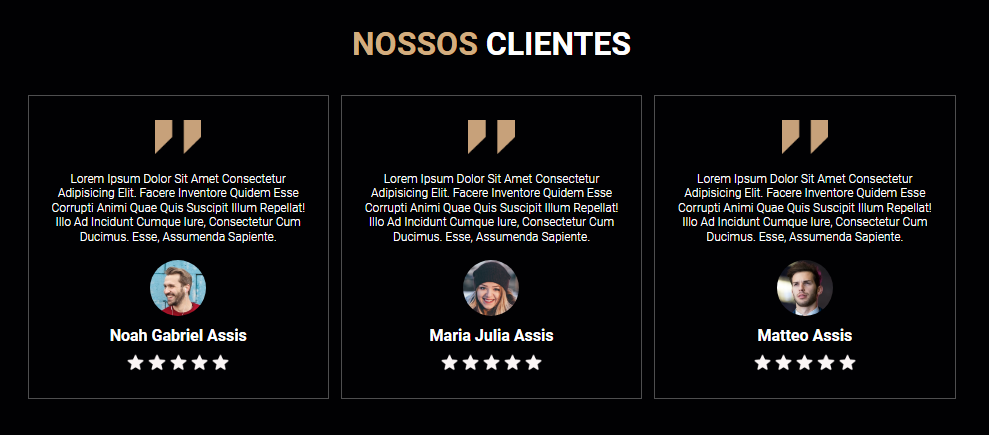 NOSSOS CLIENTES
Lorem Ipsum Dolor Sit Amet Consectetur
Adipisicing Elit. Facere Inventore Quidem Esse
Corrupti Animi Quae Quis Suscipit Illum Repellat!
Illo Ad Incidunt Cumque Iure, Consectetur Cum
Ducimus. Esse, Assumenda Sapiente.
Noah Gabriel Assis
Lorem Ipsum Dolor Sit Amet Consectetur
Adipisicing Elit. Facere Inventore Quidem Esse
Corrupti Animi Quae Quis Suscipit Illum Repellat!
Illo Ad Incidunt Cumque Iure, Consectetur Cum
Ducimus. Esse, Assumenda Sapiente.
Maria Julia Assis
Lorem Ipsum Dolor Sit Amet Consectetur
Adipisicing Elit. Facere Inventore Quidem Esse
Corrupti Animi Quae Quis Suscipit Illum Repellat!
Illo Ad Incidunt Cumque Iure, Consectetur Cum
Ducimus. Esse, Assumenda Sapiente.
Matteo Assis